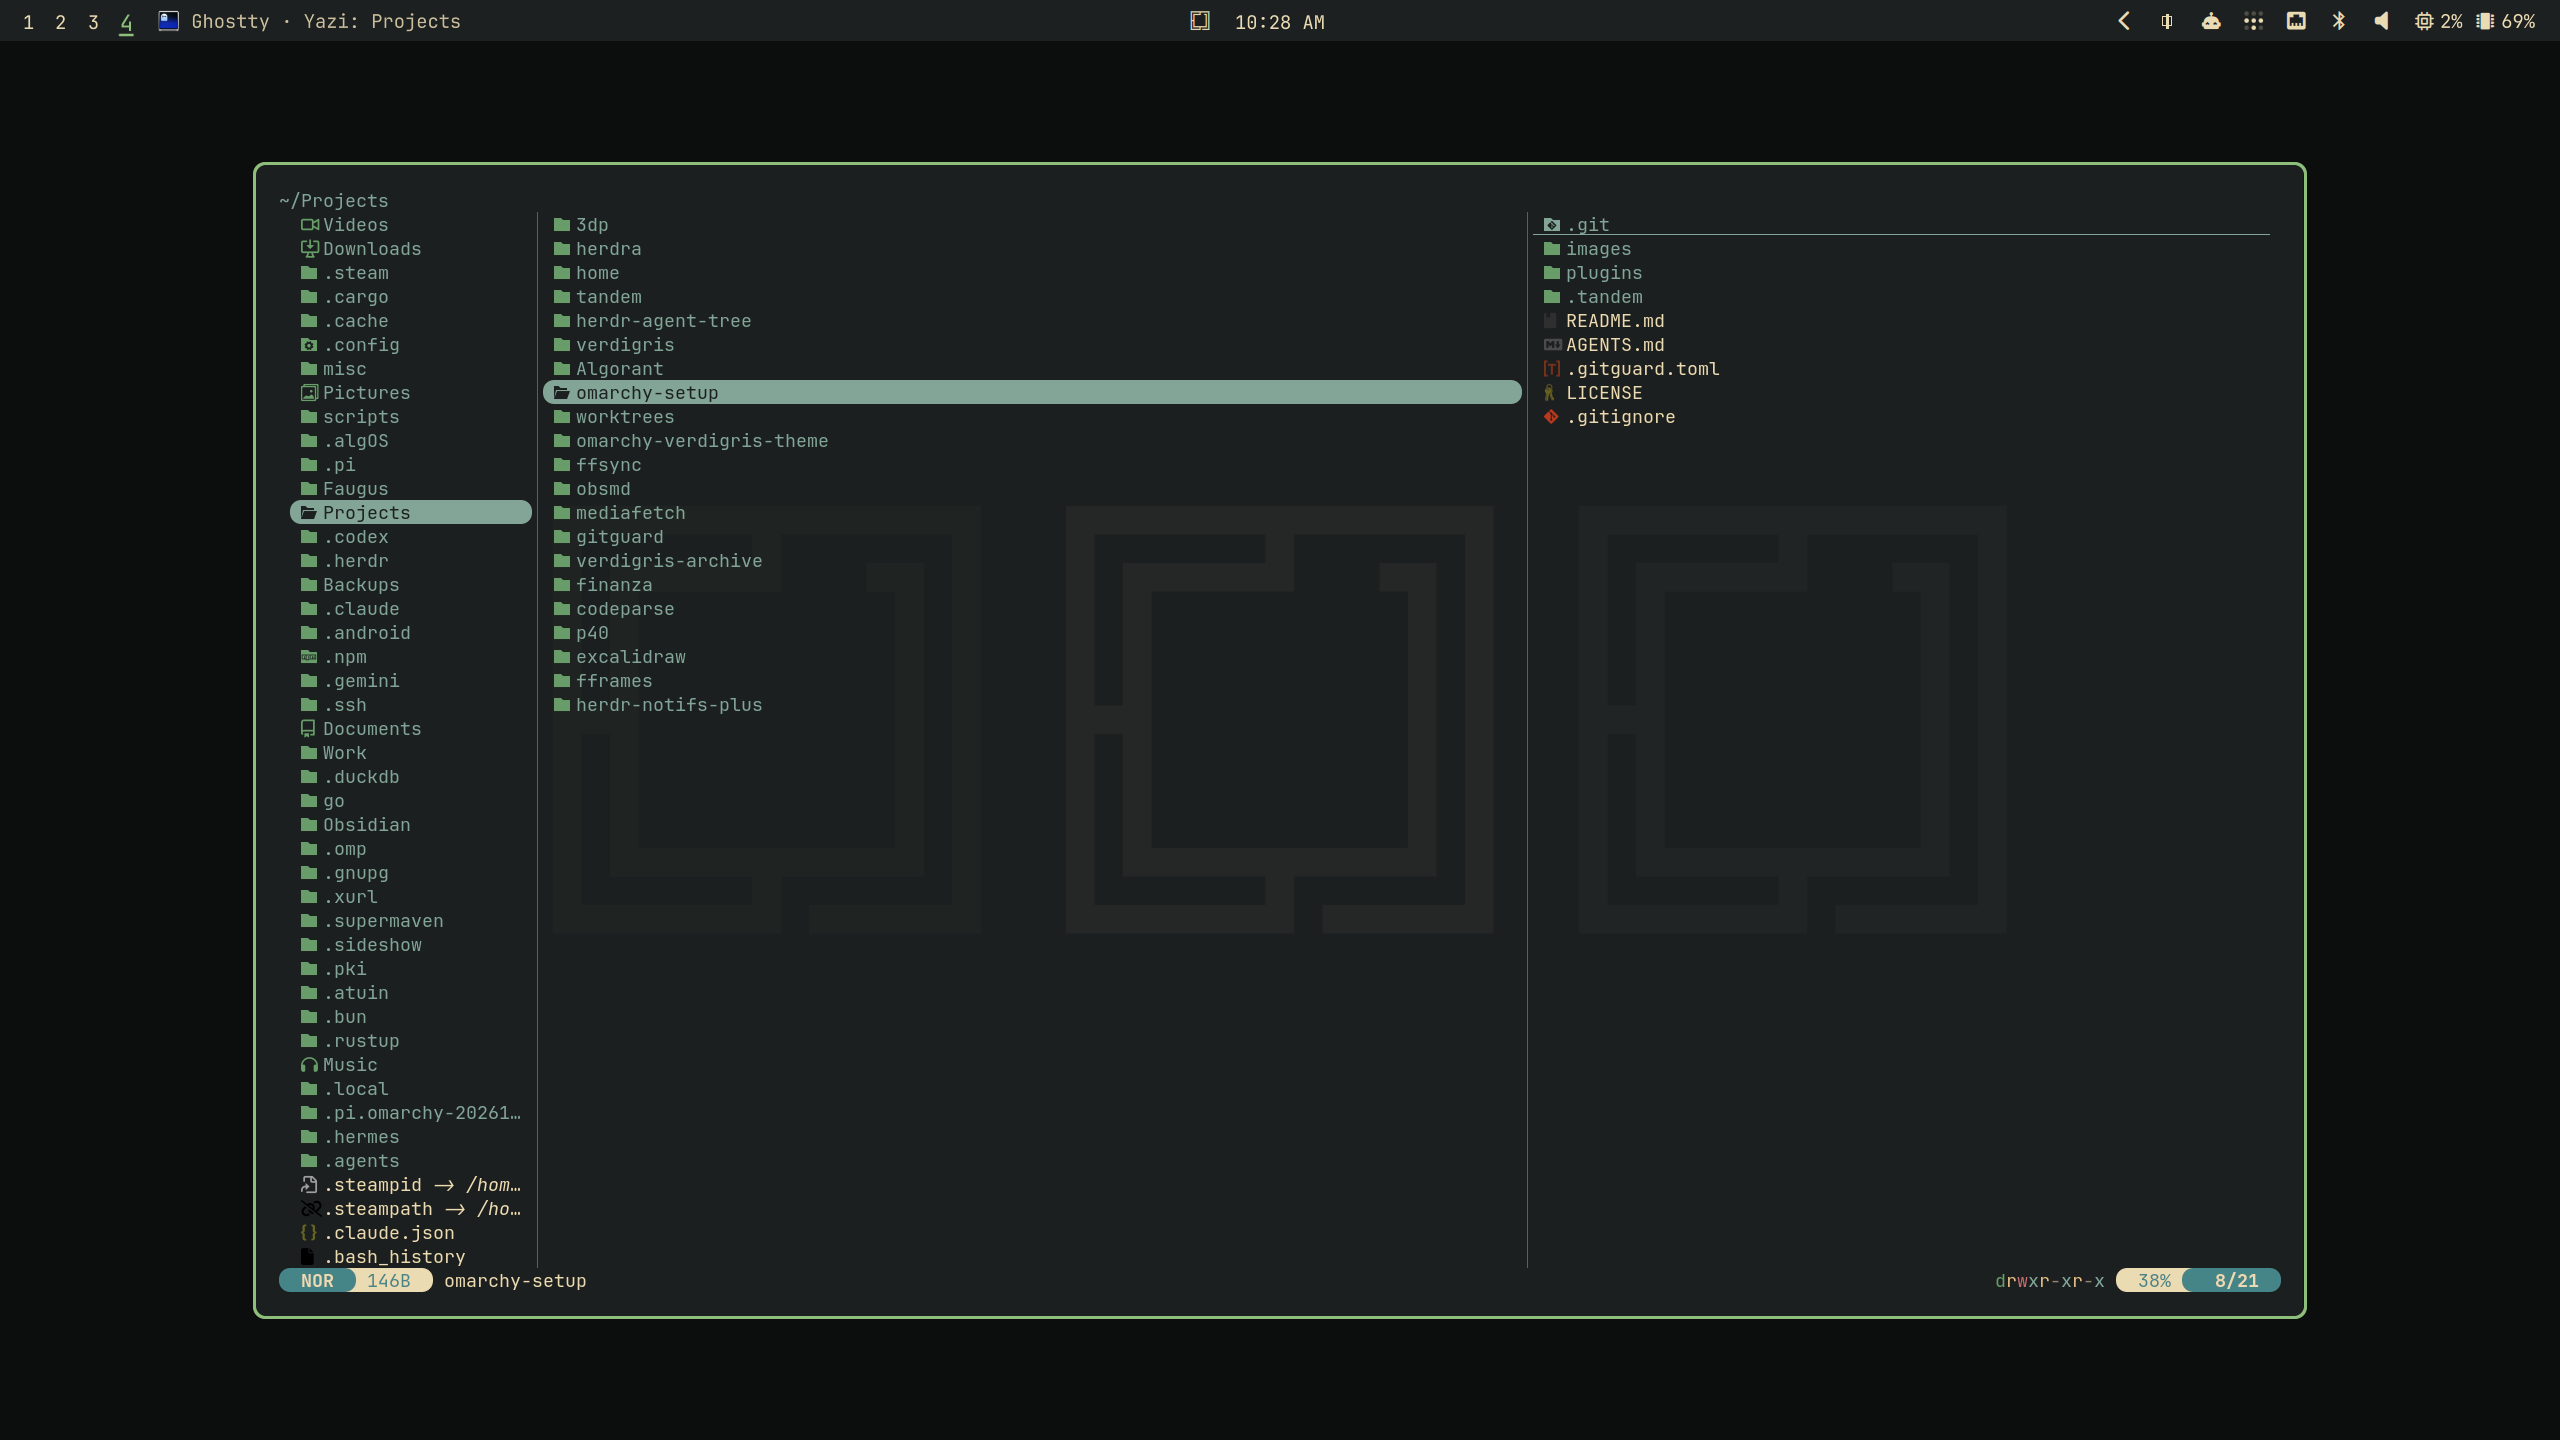 1 2 3 4 Ghostty · Yazi: Projects
10:28 AM
2% 69%
~/Projects
Videos
Downloads
.steam
.cargo
.cache
.config
misc
Pictures
scripts
.algOS
.pi
Faugus
Projects
.codex
.herdr
Backups
.claude
.android
.npm
.gemini
.ssh
Documents
Work
.duckdb
go
Obsidian
.omp
.gnupg
.xurl
.supermaven
.sideshow
.pki
.atuin
.bun
.rustup
Music
.local
.pi.omarchy-20261…
.hermes
.agents
.steampid -> /hom…
.steampath -> /ho…
.claude.json
.bash_history
3dp
herdra
home
tandem
herdr-agent-tree
verdigris
Algorant
omarchy-setup
worktrees
omarchy-verdigris-theme
ffsync
obsmd
mediafetch
gitguard
verdigris-archive
finanza
codeparse
p40
excalidraw
fframes
herdr-notifs-plus
.git
images
plugins
.tandem
README.md
AGENTS.md
.gitguard.toml
LICENSE
.gitignore
NOR 146B omarchy-setup
drwxr-xr-x 38% 8/21